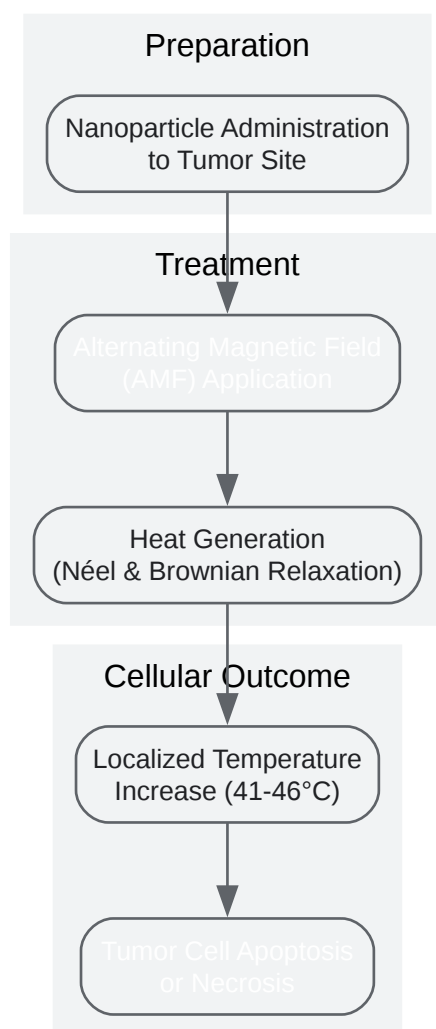 Preparation
Nanoparticle Administration
to Tumor Site
Treatment
Alternating Magnetic Field
(AMF) Application
Heat Generation
(Néel & Brownian Relaxation)
Cellular Outcome
Localized Temperature
Increase (41-46°C)
Tumor Cell Apoptosis
or Necrosis